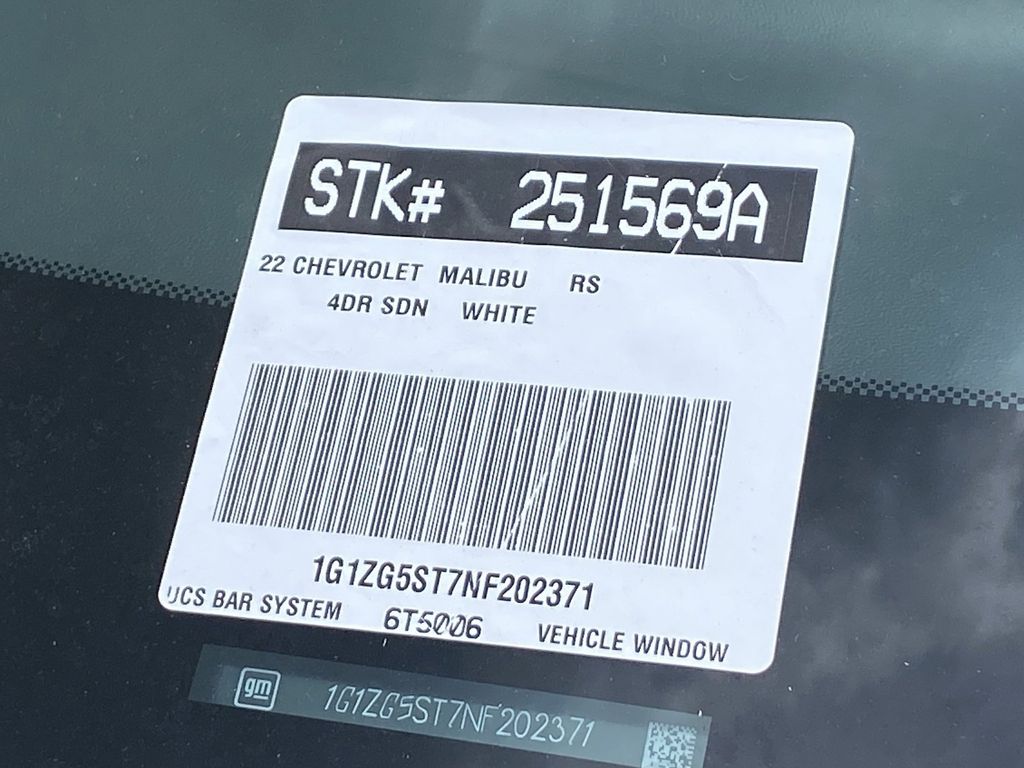 STK# 251569A
22 CHEVROLET MALIBU RS
4DR SDN WHITE
1G1ZG5ST7NF202371
UCS BAR SYSTEM 6T5006 VEHICLE WINDOW
gm 1G1ZG5ST7NF202371